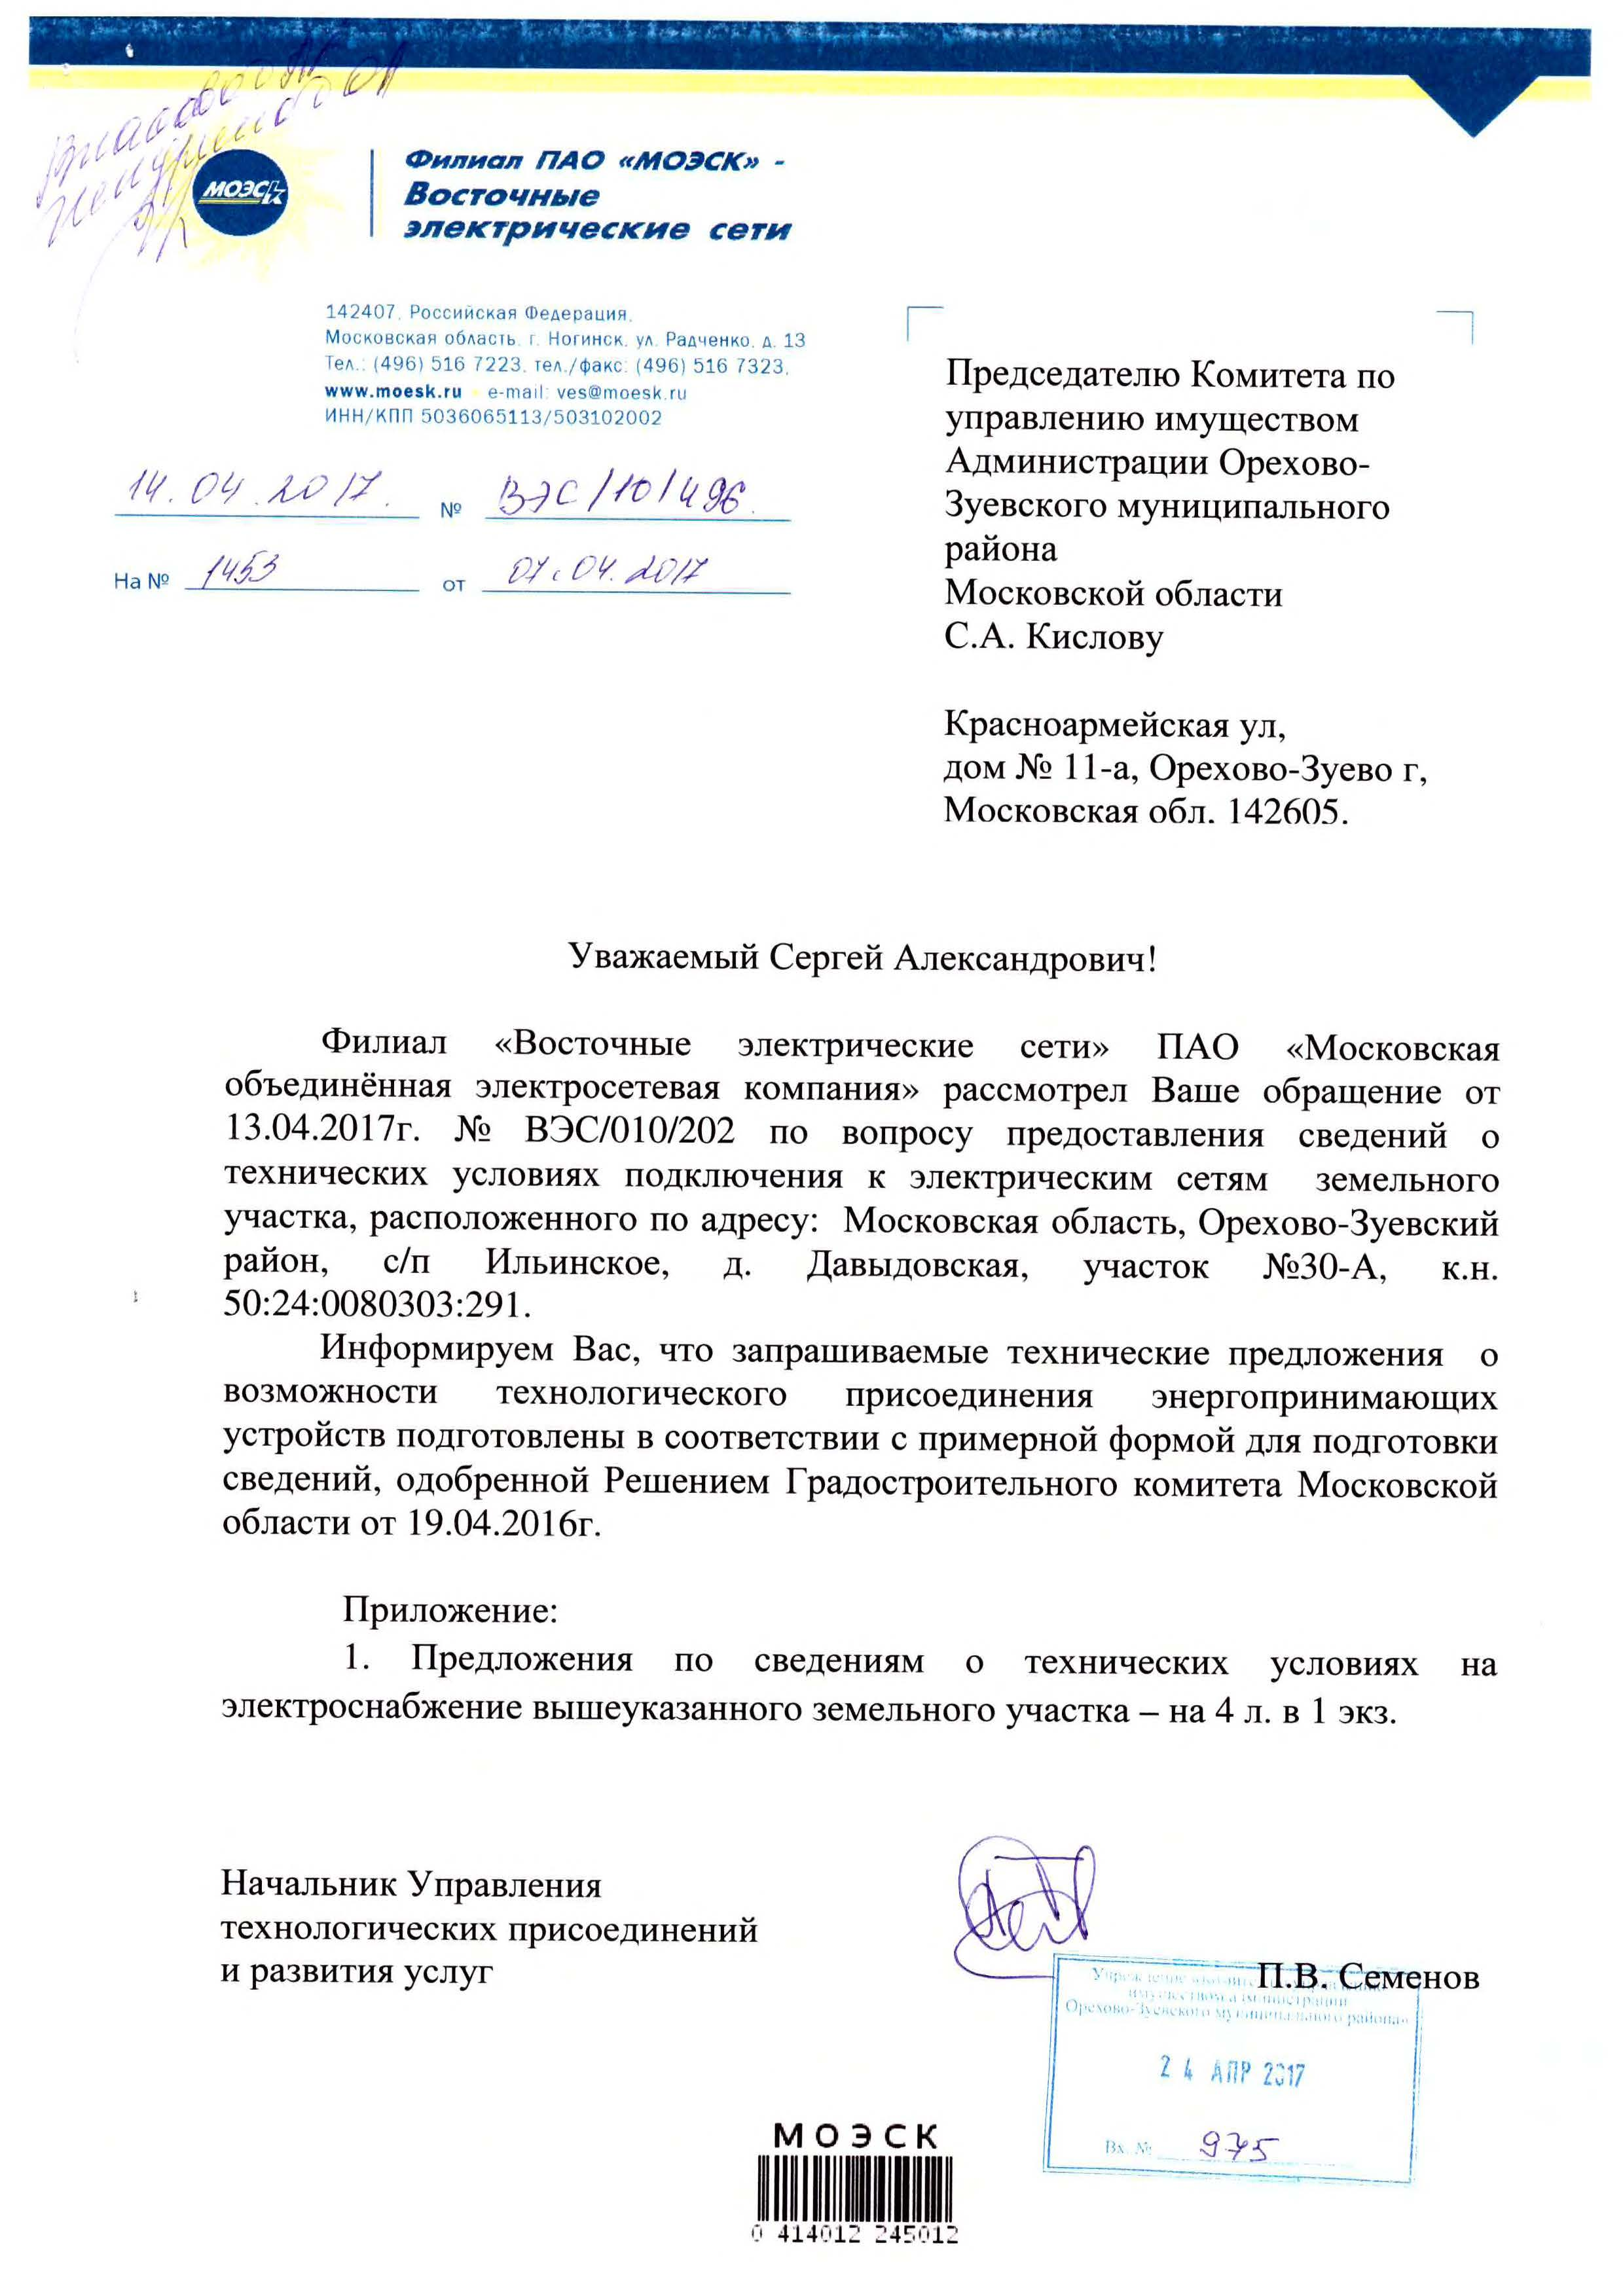 МОЭСК
Филиал ПАО «МОЭСК» -
Восточные
электрические сети
142407, Российская Федерация,
Московская область, г. Ногинск, ул. Радченко, д. 13
Тел.: (496) 516 7223, тел./факс: (496) 516 7323,
www.moesk.ru e-mail: ves@moesk.ru
ИНН/КПП 5036065113/503102002
14.04.2017. № ВЭС/10/496.
На № 1453 от 07.04.2017
Председателю Комитета по
управлению имуществом
Администрации Орехово-
Зуевского муниципального
района
Московской области
С.А. Кислову
Красноармейская ул,
дом № 11-а, Орехово-Зуево г,
Московская обл. 142605.
Уважаемый Сергей Александрович!
Филиал «Восточные электрические сети» ПАО «Московская
объединённая электросетевая компания» рассмотрел Ваше обращение от
13.04.2017г. № ВЭС/010/202 по вопросу предоставления сведений о
технических условиях подключения к электрическим сетям земельного
участка, расположенного по адресу: Московская область, Орехово-Зуевский
район, с/п Ильинское, д. Давыдовская, участок №30-А, к.н.
50:24:0080303:291.
Информируем Вас, что запрашиваемые технические предложения о
возможности технологического присоединения энергопринимающих
устройств подготовлены в соответствии с примерной формой для подготовки
сведений, одобренной Решением Градостроительного комитета Московской
области от 19.04.2016г.
Приложение:
1. Предложения по сведениям о технических условиях на
электроснабжение вышеуказанного земельного участка – на 4 л. в 1 экз.
Начальник Управления
технологических присоединений
и развития услуг
П.В. Семенов
имуществом администрации
Орехово-Зуевского муниципального района»
24 АПР 2017
Вх. № 975
МОЭСК
0 414012 245012